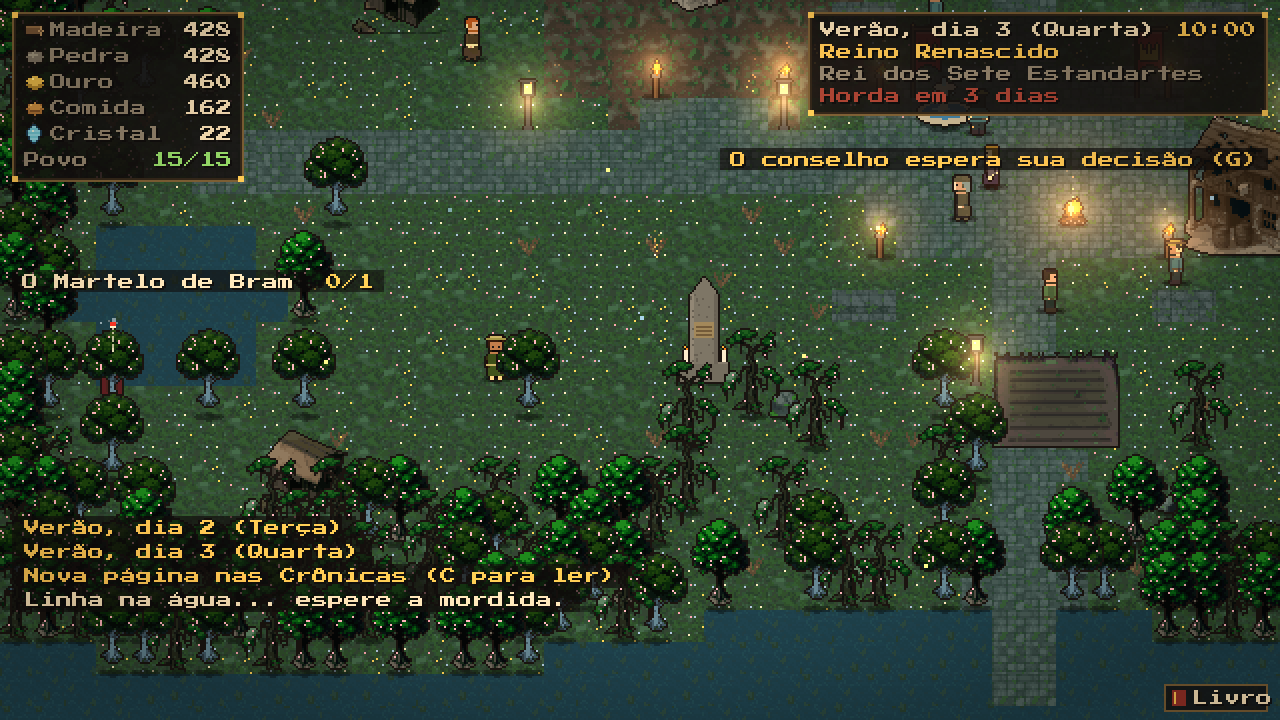 Madeira 428
Pedra 428
Ouro 460
Comida 162
Cristal 22
Povo 15/15
Verão, dia 3 (Quarta) 10:00
Reino Renascido
Rei dos Sete Estandartes
Horda em 3 dias
O conselho espera sua decisão (G)
O Martelo de Bram 0/1
Verão, dia 2 (Terça)
Verão, dia 3 (Quarta)
Nova página nas Crônicas (C para ler)
Linha na água... espere a mordida.
Livro